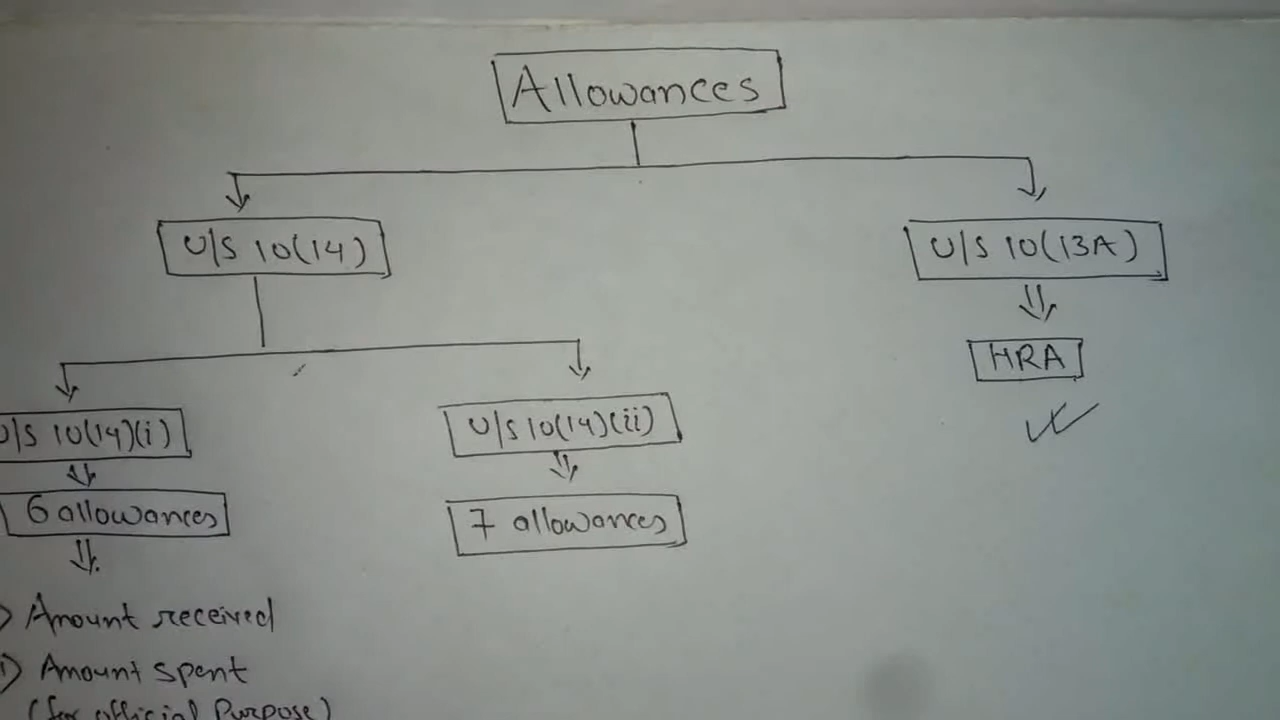 Allowances
U/S 10(14)
U/S 10(13A)
HRA
U/S 10(14)(i)
U/S 10(14)(ii)
6 allowances
7 allowances
Amount received
Amount spent
(for official Purpose)